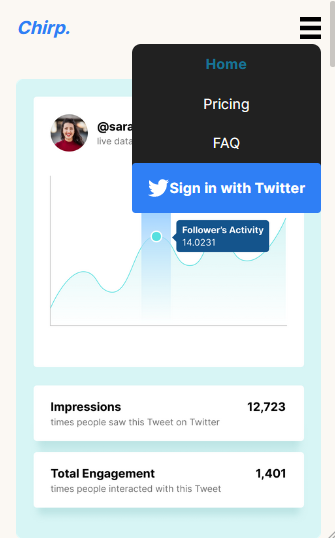 Chirp.
Home
Pricing
FAQ
Sign in with Twitter
live data
Follower's Activity
14.0231
Impressions 12,723
times people saw this Tweet on Twitter
Total Engagement 1,401
times people interacted with this Tweet